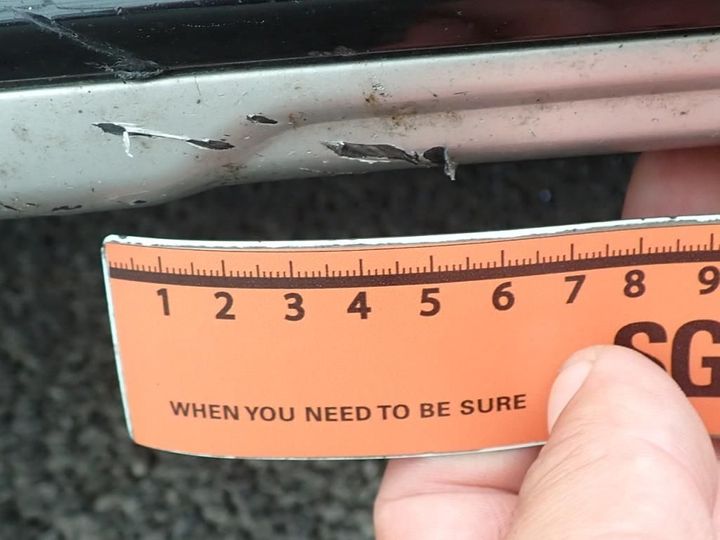 1 2 3 4 5 6 7 8 9
SG
WHEN YOU NEED TO BE SURE